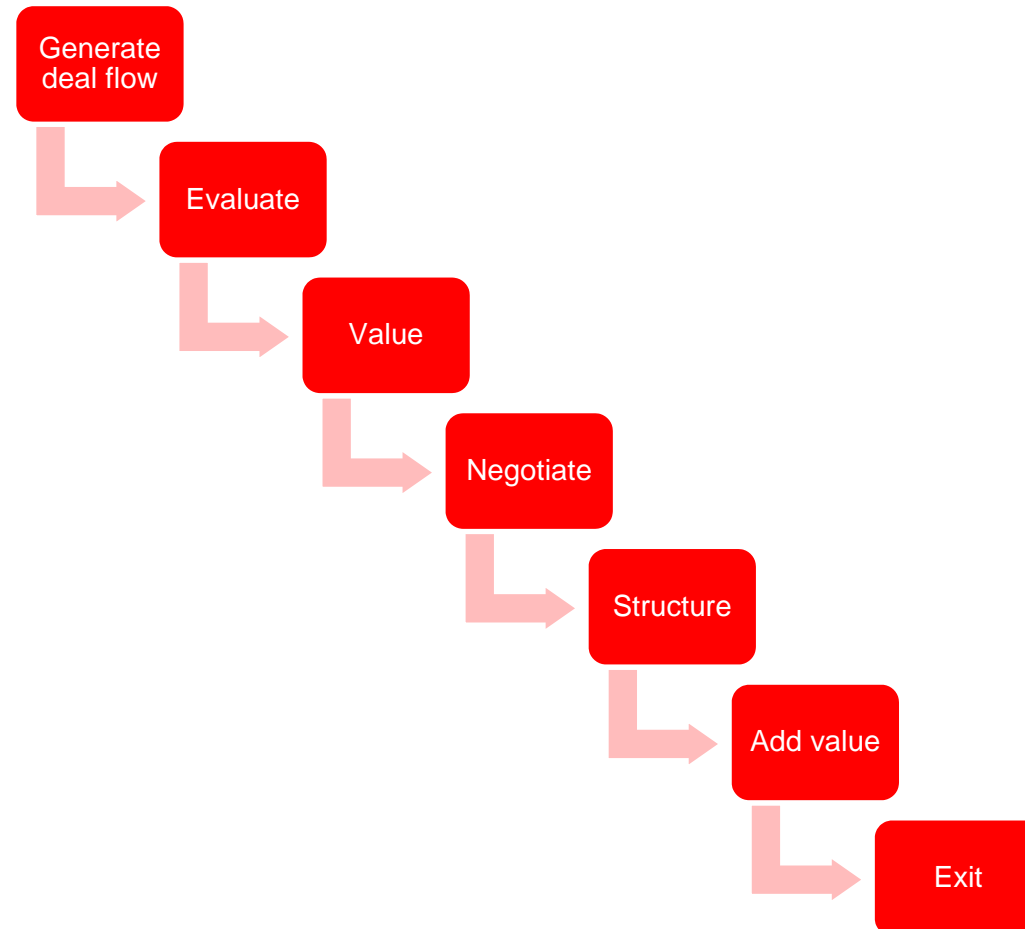 Generate
deal flow
Evaluate
Value
Negotiate
Structure
Add value
Exit